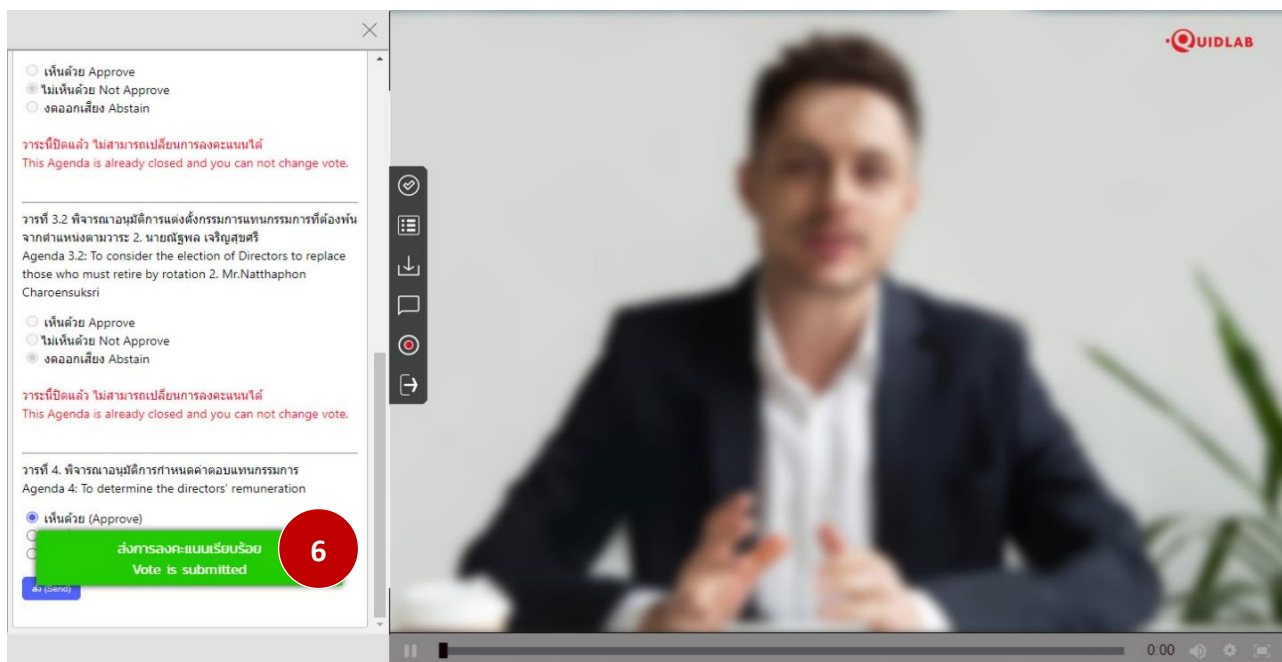 QUIDLAB
เห็นด้วย Approve
ไม่เห็นด้วย Not Approve
งดออกเสียง Abstain
วาระนี้ปิดแล้ว ไม่สามารถเปลี่ยนการลงคะแนนได้
This Agenda is already closed and you can not change vote.
วารที่ 3.2 พิจารณาอนุมัติการแต่งตั้งกรรมการแทนกรรมการที่ต้องพ้น
จากตำแหน่งตามวาระ 2. นายณัฐพล เจริญสุขศรี
Agenda 3.2: To consider the election of Directors to replace
those who must retire by rotation 2. Mr.Natthaphon
Charoensuksri
เห็นด้วย Approve
ไม่เห็นด้วย Not Approve
งดออกเสียง Abstain
วาระนี้ปิดแล้ว ไม่สามารถเปลี่ยนการลงคะแนนได้
This Agenda is already closed and you can not change vote.
วารที่ 4. พิจารณาอนุมัติการกำหนดค่าตอบแทนกรรมการ
Agenda 4: To determine the directors' remuneration
เห็นด้วย (Approve)
ส่งการลงคะแนนเรียบร้อย
Vote is submitted
6
ส่ง (Send)
0:00